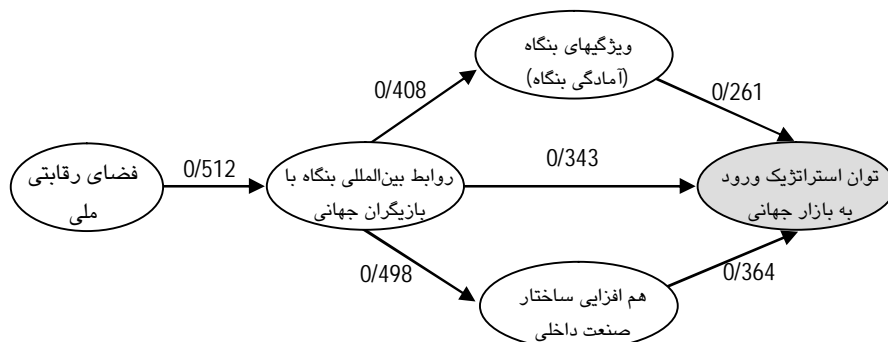 ویژگیهای بنگاه
(آمادگی بنگاه)
0/408
0/261
فضای رقابتی
ملی
0/512
روابط بین‌المللی بنگاه با
بازیگران جهانی
0/343
توان استراتژیک ورود
به بازار جهانی
0/498
0/364
هم افزایی ساختار
صنعت داخلی